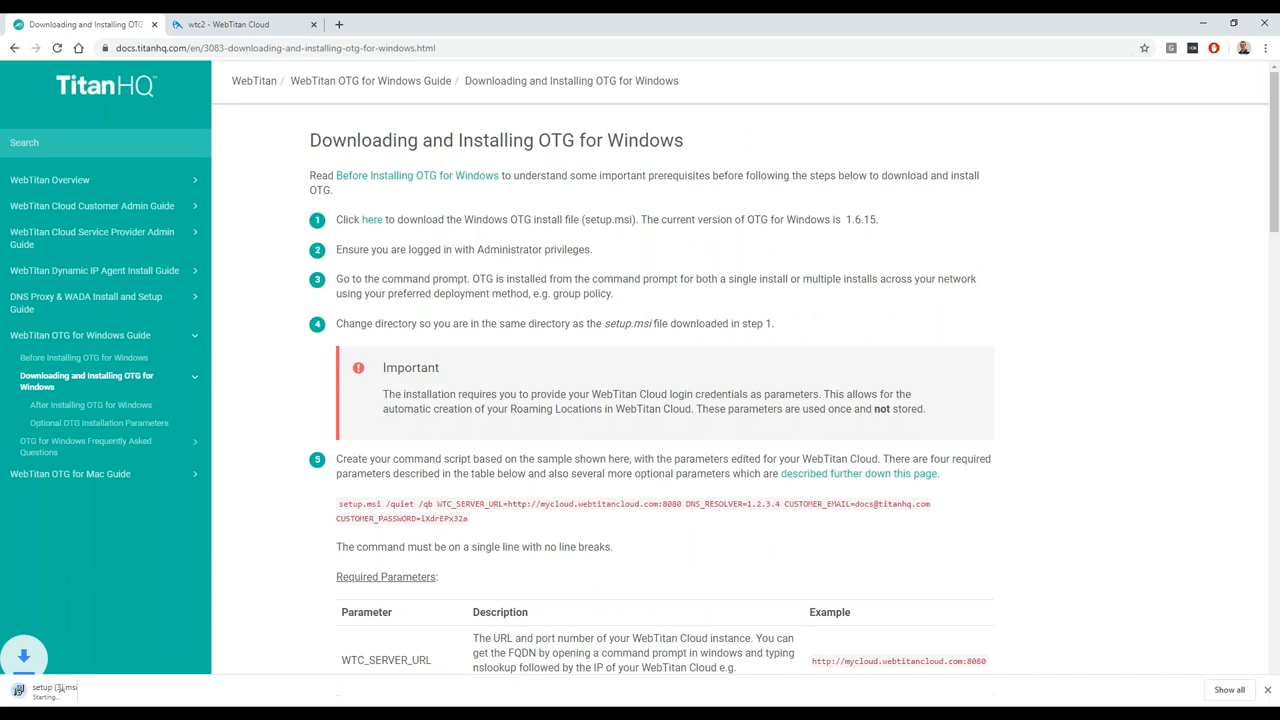 Downloading and Installing OTG
wtc2 - WebTitan Cloud
docs.titanhq.com/en/3083-downloading-and-installing-otg-for-windows.html
TitanHQ
WebTitan / WebTitan OTG for Windows Guide / Downloading and Installing OTG for Windows
Search
WebTitan Overview
WebTitan Cloud Customer Admin Guide
WebTitan Cloud Service Provider Admin
Guide
WebTitan Dynamic IP Agent Install Guide
DNS Proxy & WADA Install and Setup
Guide
WebTitan OTG for Windows Guide
Before Installing OTG for Windows
Downloading and Installing OTG for
Windows
After Installing OTG for Windows
Optional OTG Installation Parameters
OTG for Windows Frequently Asked
Questions
WebTitan OTG for Mac Guide
Downloading and Installing OTG for Windows
Read Before Installing OTG for Windows to understand some important prerequisites before following the steps below to download and install
OTG.
1 Click here to download the Windows OTG install file (setup.msi). The current version of OTG for Windows is 1.6.15.
2 Ensure you are logged in with Administrator privileges.
3 Go to the command prompt. OTG is installed from the command prompt for both a single install or multiple installs across your network
using your preferred deployment method, e.g. group policy.
4 Change directory so you are in the same directory as the setup.msi file downloaded in step 1.
Important
The installation requires you to provide your WebTitan Cloud login credentials as parameters. This allows for the
automatic creation of your Roaming Locations in WebTitan Cloud. These parameters are used once and not stored.
5 Create your command script based on the sample shown here, with the parameters edited for your WebTitan Cloud. There are four required
parameters described in the table below and also several more optional parameters which are described further down this page.
setup.msi /quiet /qb WTC_SERVER_URL=http://mycloud.webtitancloud.com:8080 DNS_RESOLVER=1.2.3.4 CUSTOMER_EMAIL=docs@titanhq.com
CUSTOMER_PASSWORD=iXdrEPx32a
The command must be on a single line with no line breaks.
Required Parameters:
Parameter Description Example
The URL and port number of your WebTitan Cloud instance. You can
get the FQDN by opening a command prompt in windows and typing
WTC_SERVER_URL http://mycloud.webtitancloud.com:8080
nslookup followed by the IP of your WebTitan Cloud e.g.
setup (3).msi
Starting...
Show all